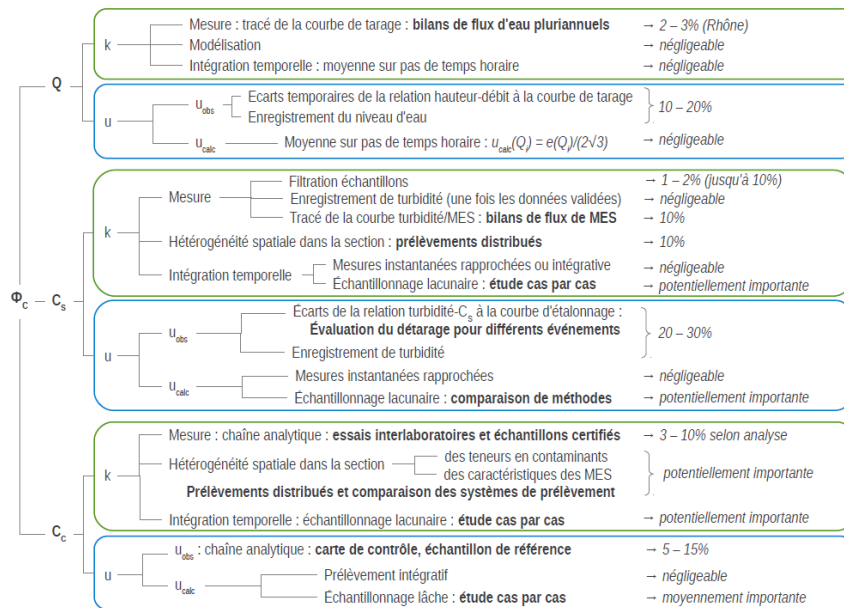 Φc
Q
k
Mesure : tracé de la courbe de tarage : bilans de flux d'eau pluriannuels → 2 – 3% (Rhône)
Modélisation → négligeable
Intégration temporelle : moyenne sur pas de temps horaire → négligeable
u
uobs
Ecarts temporaires de la relation hauteur-débit à la courbe de tarage
Enregistrement du niveau d'eau
10 – 20%
ucalc
Moyenne sur pas de temps horaire : ucalc(Qi) = e(Qi)/(2√3) → négligeable
Cs
k
Mesure
Filtration échantillons → 1 – 2% (jusqu'à 10%)
Enregistrement de turbidité (une fois les données validées) → négligeable
Tracé de la courbe turbidité/MES : bilans de flux de MES → 10%
Hétérogénéité spatiale dans la section : prélèvements distribués → 10%
Intégration temporelle
Mesures instantanées rapprochées ou intégrative → négligeable
Échantillonnage lacunaire : étude cas par cas → potentiellement importante
u
uobs
Écarts de la relation turbidité-Cs à la courbe d'étalonnage :
Évaluation du détarage pour différents événements
Enregistrement de turbidité
20 – 30%
ucalc
Mesures instantanées rapprochées → négligeable
Échantillonnage lacunaire : comparaison de méthodes → potentiellement importante
Cc
k
Mesure : chaîne analytique : essais interlaboratoires et échantillons certifiés → 3 – 10% selon analyse
Hétérogénéité spatiale dans la section
des teneurs en contaminants
des caractéristiques des MES
Prélèvements distribués et comparaison des systèmes de prélèvement
potentiellement importante
Intégration temporelle : échantillonnage lacunaire : étude cas par cas → potentiellement importante
u
uobs : chaîne analytique : carte de contrôle, échantillon de référence → 5 – 15%
ucalc
Prélèvement intégratif → négligeable
Échantillonnage lâche : étude cas par cas → moyennement importante